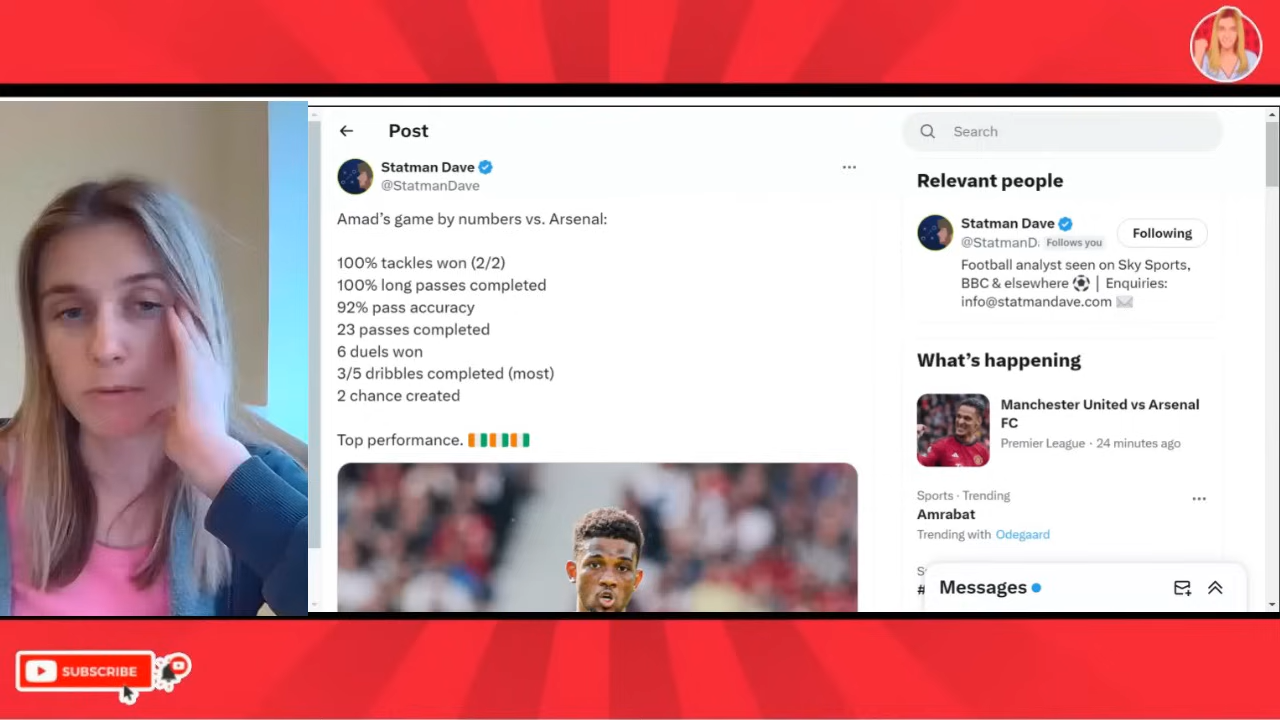 Post
Search
Statman Dave
@StatmanDave
Amad’s game by numbers vs. Arsenal:
100% tackles won (2/2)
100% long passes completed
92% pass accuracy
23 passes completed
6 duels won
3/5 dribbles completed (most)
2 chance created
Top performance.
Relevant people
Statman Dave
Following
@StatmanD. Follows you
Football analyst seen on Sky Sports,
BBC & elsewhere | Enquiries:
info@statmandave.com
What’s happening
Manchester United vs Arsenal
FC
Premier League · 24 minutes ago
Sports · Trending
Amrabat
Trending with Odegaard
Messages
SUBSCRIBE